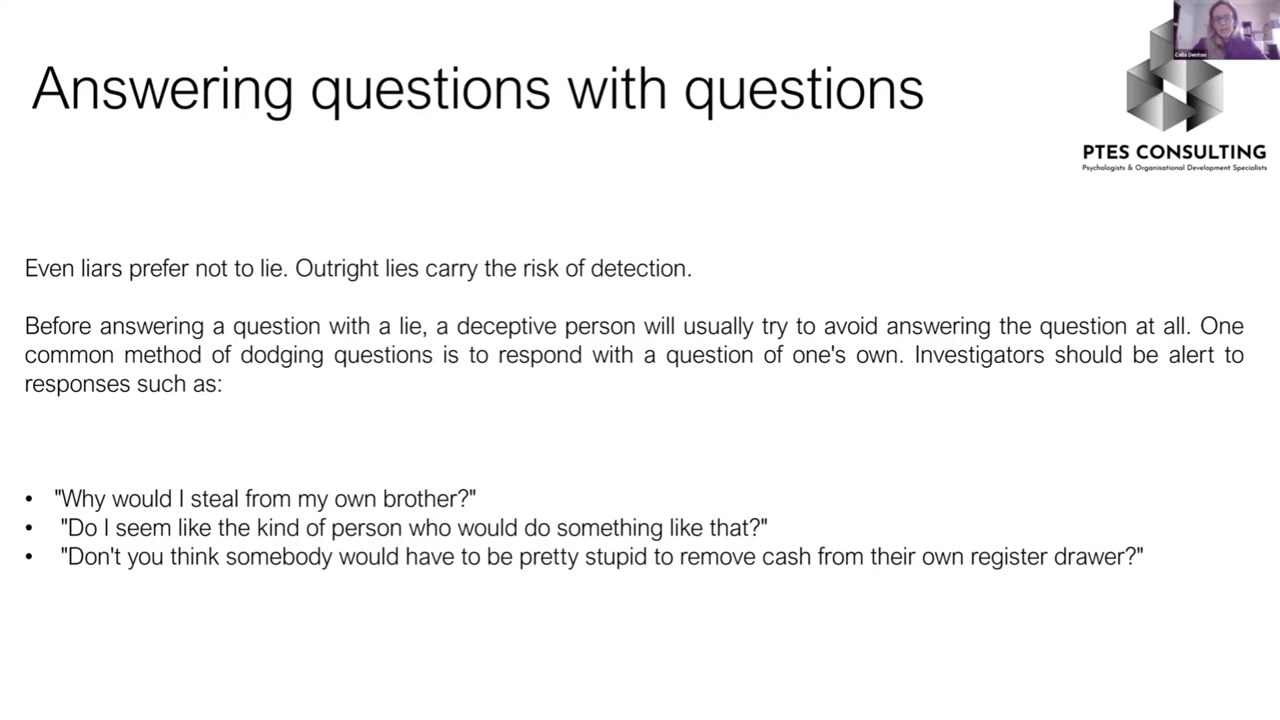 Celia Denton
Answering questions with questions
PTES CONSULTING
Psychologists & Organisational Development Specialists
Even liars prefer not to lie. Outright lies carry the risk of detection.
Before answering a question with a lie, a deceptive person will usually try to avoid answering the question at all. One
common method of dodging questions is to respond with a question of one's own. Investigators should be alert to
responses such as:
• "Why would I steal from my own brother?"
• "Do I seem like the kind of person who would do something like that?"
• "Don't you think somebody would have to be pretty stupid to remove cash from their own register drawer?"